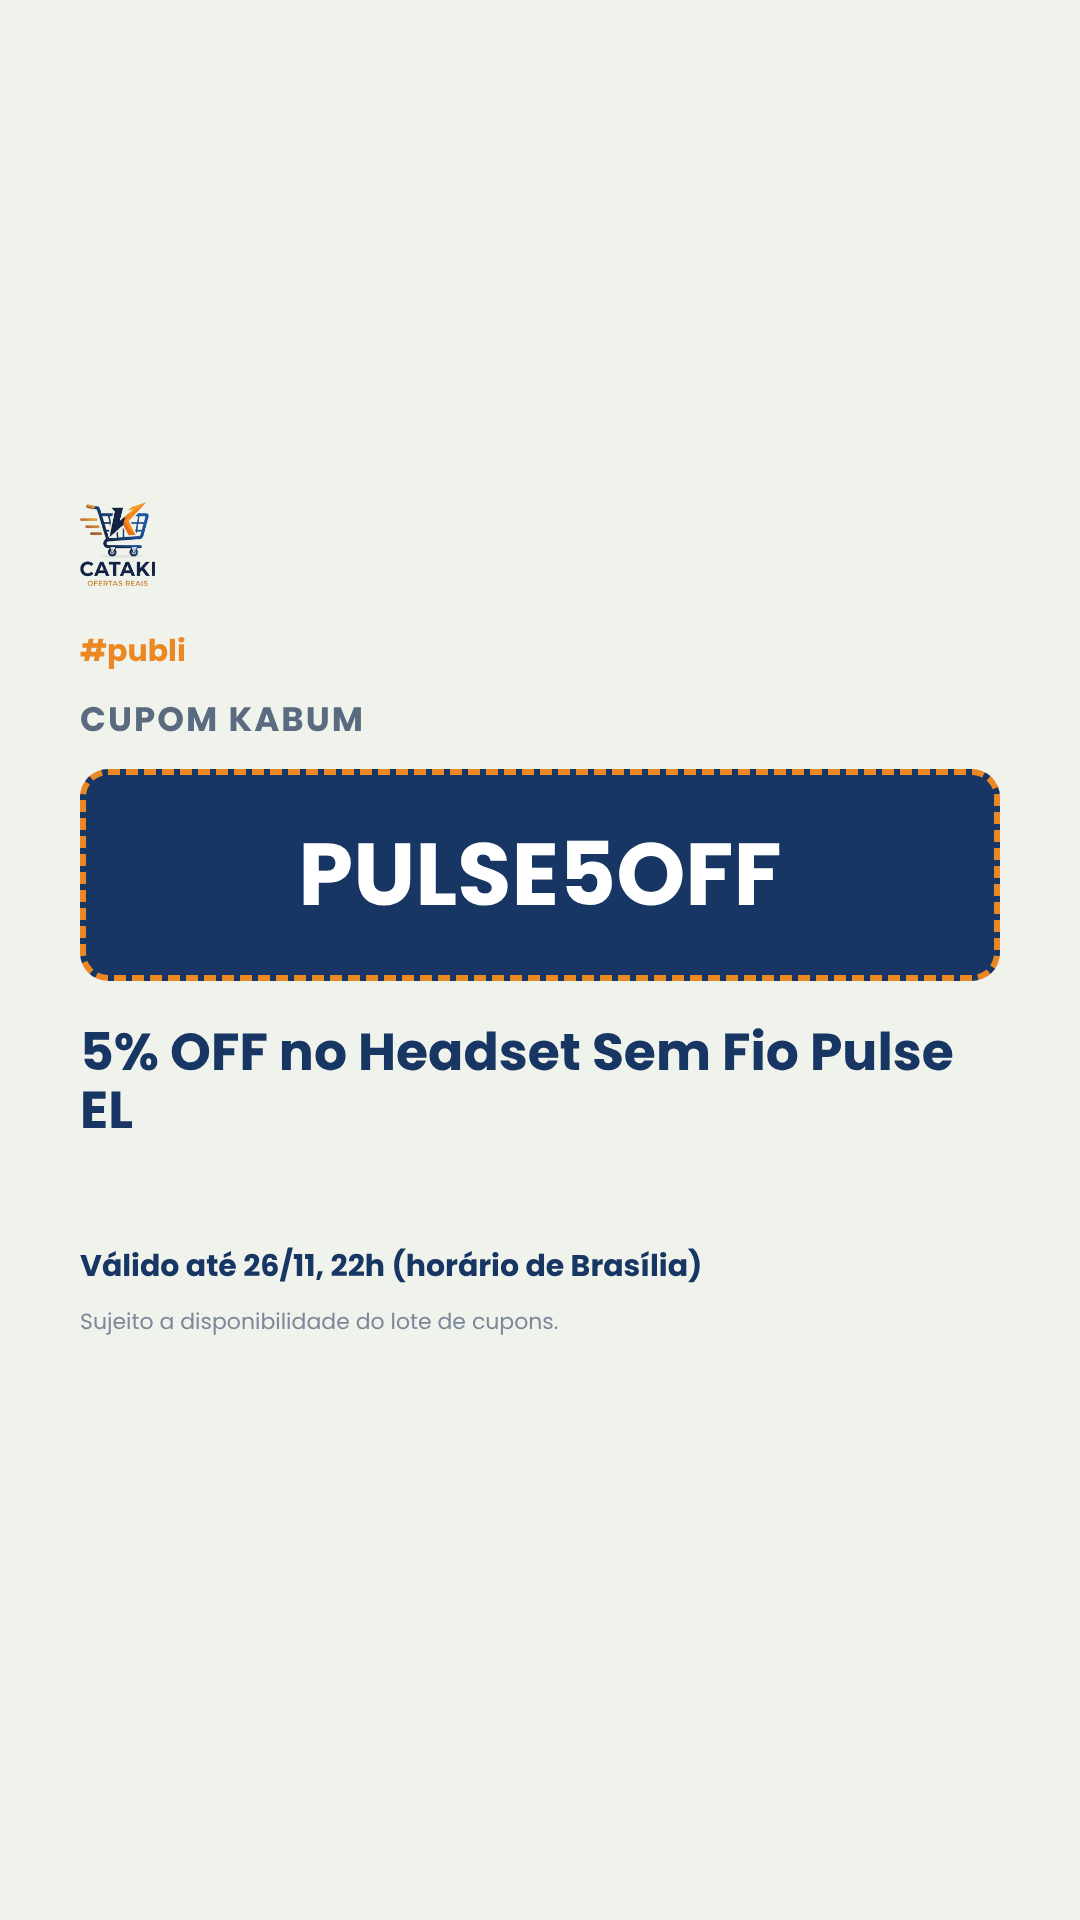 CATAKI
OFERTAS REAIS
#publi
CUPOM KABUM
PULSE5OFF
5% OFF no Headset Sem Fio Pulse
EL
Válido até 26/11, 22h (horário de Brasília)
Sujeito a disponibilidade do lote de cupons.